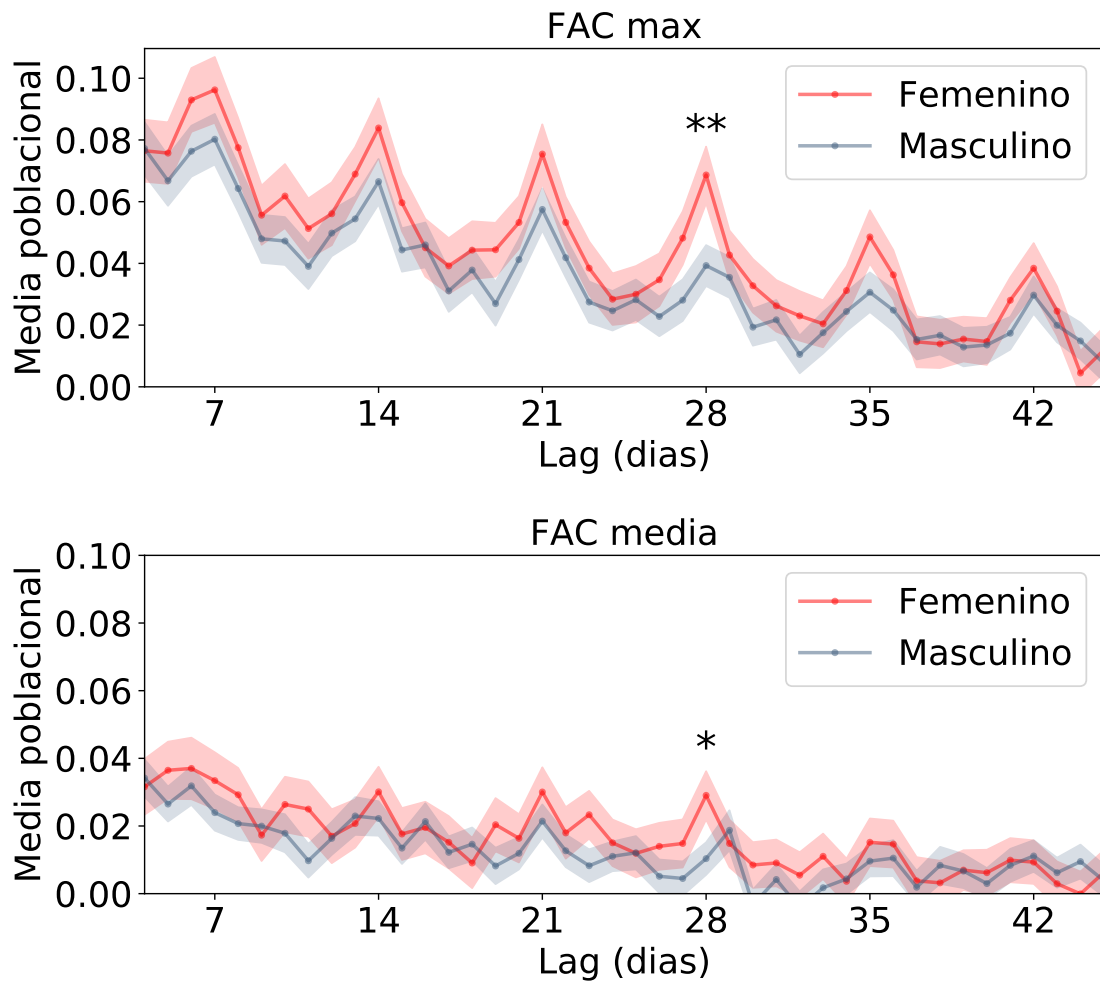 FAC max
Media poblacional
0.10
0.08
0.06
0.04
0.02
0.00
Femenino
Masculino
**
7 14 21 28 35 42
Lag (dias)
FAC media
Media poblacional
0.10
0.08
0.06
0.04
0.02
0.00
Femenino
Masculino
*
7 14 21 28 35 42
Lag (dias)